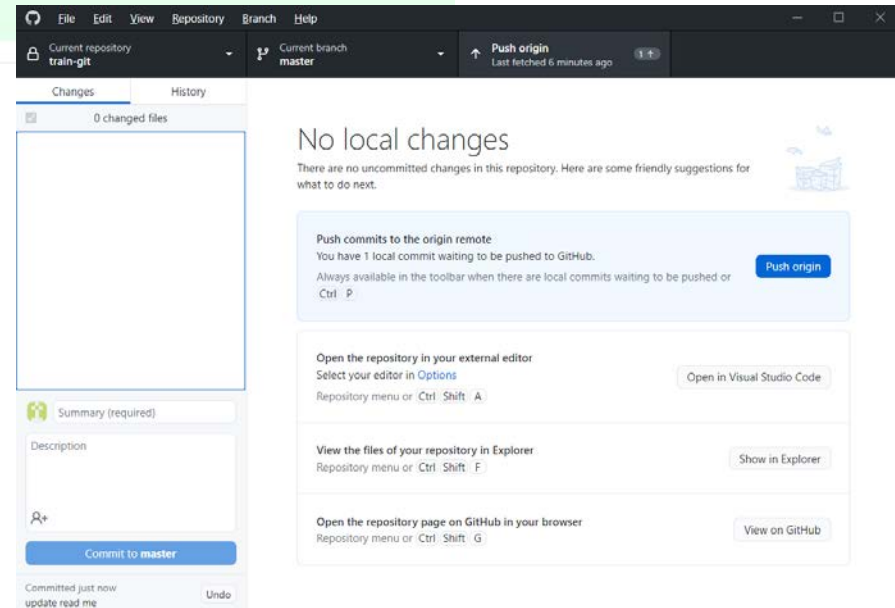 File Edit View Repository Branch Help
Current repository
train-git
Current branch
master
Push origin
Last fetched 6 minutes ago
1
Changes History
0 changed files
No local changes
There are no uncommitted changes in this repository. Here are some friendly suggestions for
what to do next.
Push commits to the origin remote
You have 1 local commit waiting to be pushed to GitHub.
Always available in the toolbar when there are local commits waiting to be pushed or
Ctrl P
Push origin
Open the repository in your external editor
Select your editor in Options
Repository menu or Ctrl Shift A
Open in Visual Studio Code
View the files of your repository in Explorer
Repository menu or Ctrl Shift F
Show in Explorer
Open the repository page on GitHub in your browser
Repository menu or Ctrl Shift G
View on GitHub
Summary (required)
Description
Commit to master
Committed just now
update read me
Undo